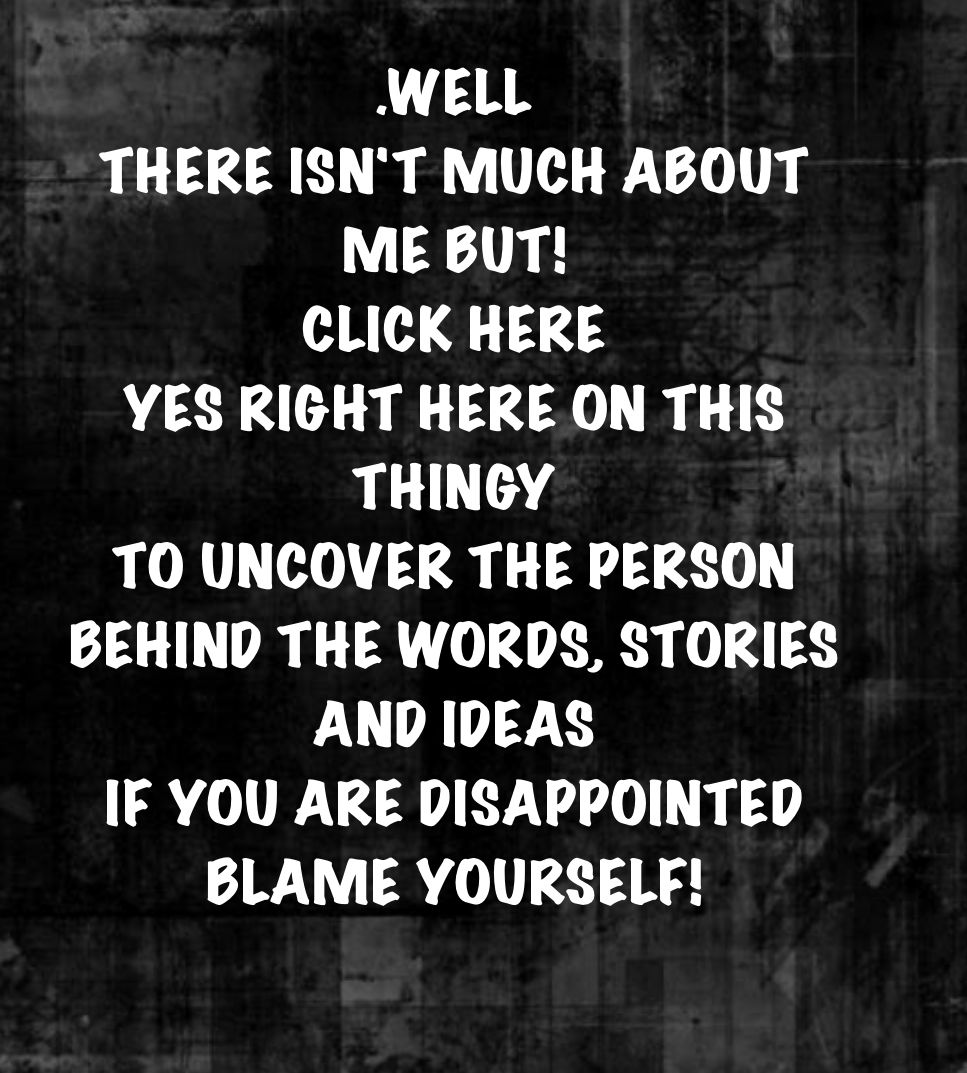 .WELL
THERE ISN'T MUCH ABOUT
ME BUT!
CLICK HERE
YES RIGHT HERE ON THIS
THINGY
TO UNCOVER THE PERSON
BEHIND THE WORDS, STORIES
AND IDEAS
IF YOU ARE DISAPPOINTED
BLAME YOURSELF!